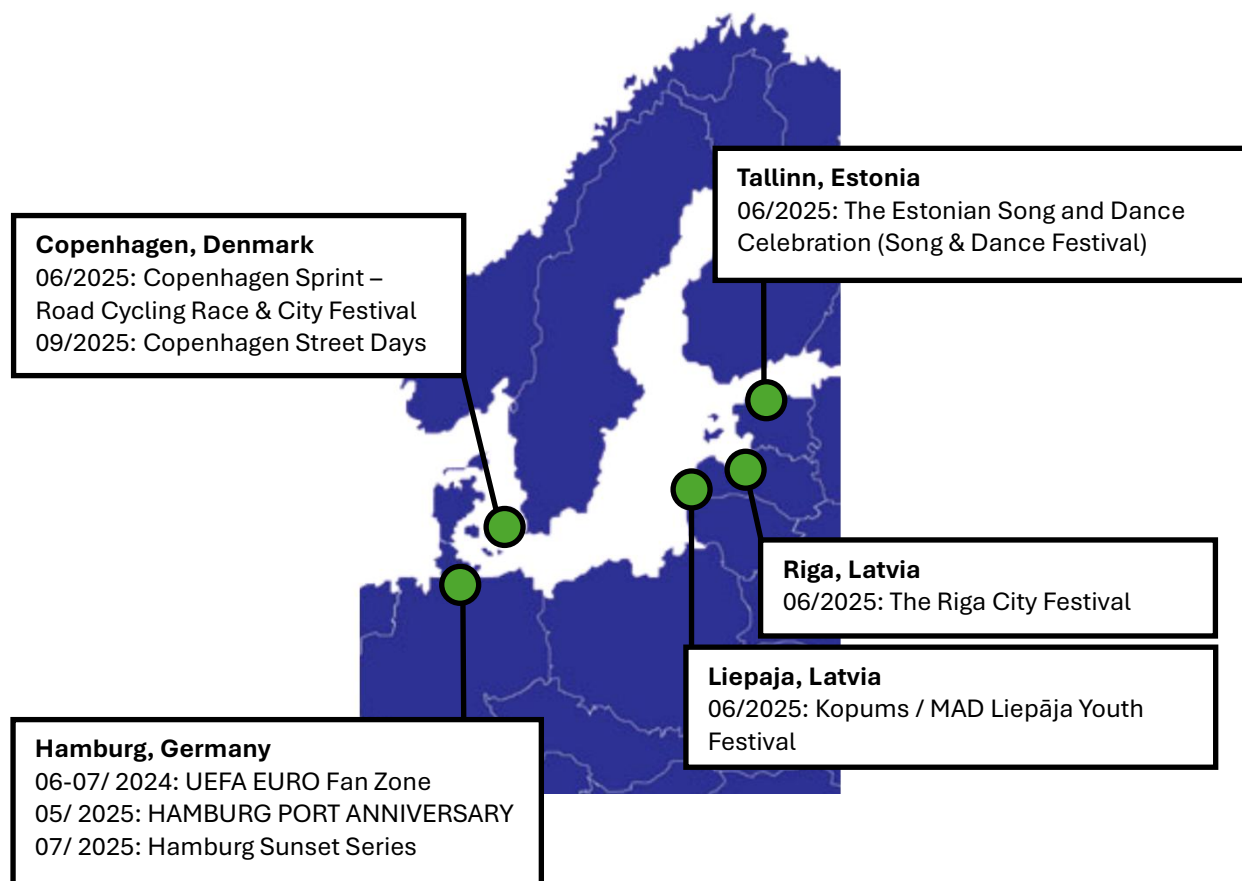 Tallinn, Estonia
06/2025: The Estonian Song and Dance
Celebration (Song & Dance Festival)
Copenhagen, Denmark
06/2025: Copenhagen Sprint –
Road Cycling Race & City Festival
09/2025: Copenhagen Street Days
Riga, Latvia
06/2025: The Riga City Festival
Liepaja, Latvia
06/2025: Kopums / MAD Liepāja Youth
Festival
Hamburg, Germany
06-07/ 2024: UEFA EURO Fan Zone
05/ 2025: HAMBURG PORT ANNIVERSARY
07/ 2025: Hamburg Sunset Series